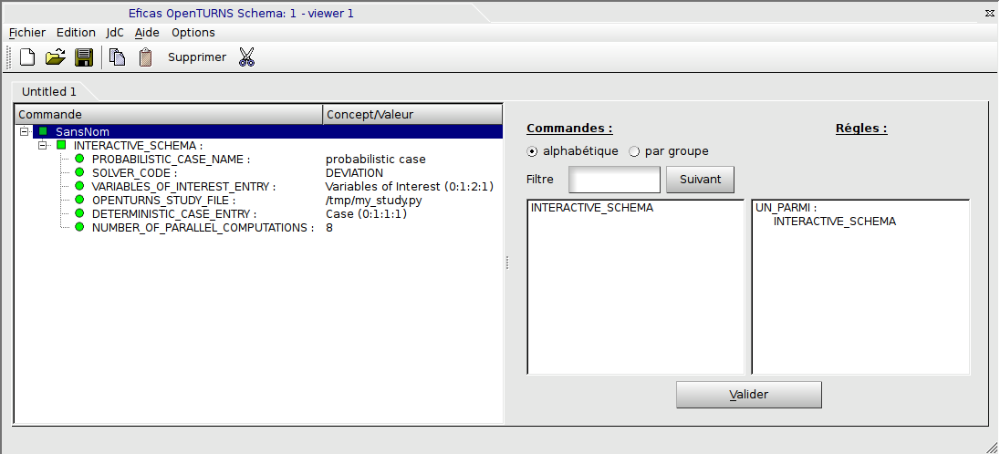 Eficas OpenTURNS Schema: 1 - viewer 1
Fichier Edition JdC Aide Options
Supprimer
Untitled 1
Commande Concept/Valeur
SansNom
INTERACTIVE_SCHEMA :
PROBABILISTIC_CASE_NAME : probabilistic case
SOLVER_CODE : DEVIATION
VARIABLES_OF_INTEREST_ENTRY : Variables of Interest (0:1:2:1)
OPENTURNS_STUDY_FILE : /tmp/my_study.py
DETERMINISTIC_CASE_ENTRY : Case (0:1:1:1)
NUMBER_OF_PARALLEL_COMPUTATIONS : 8
Commandes : Régles :
alphabétique par groupe
Filtre Suivant
INTERACTIVE_SCHEMA UN_PARMI :
INTERACTIVE_SCHEMA
Valider